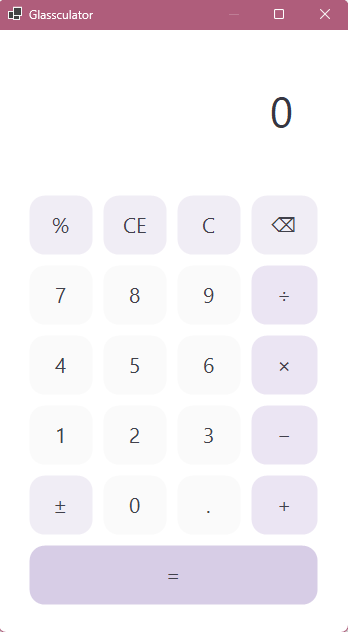 Glassculator
0
% CE C ⌫
7 8 9 ÷
4 5 6 ×
1 2 3 −
± 0 . +
=